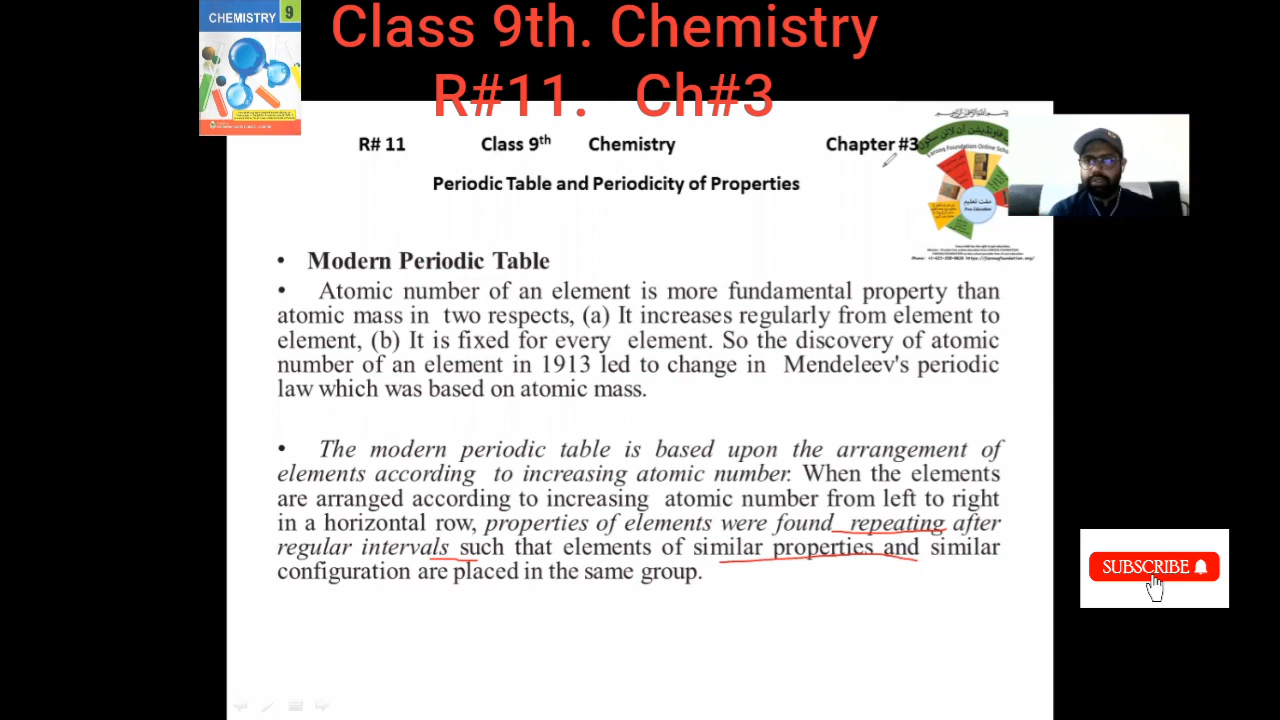 CHEMISTRY 9
Class 9th. Chemistry
R#11. Ch#3
R# 11 Class 9th Chemistry Chapter #3
Periodic Table and Periodicity of Properties
Farooq Foundation Online
مفت تعلیم
Free Education
• Modern Periodic Table
• Atomic number of an element is more fundamental property than
atomic mass in two respects, (a) It increases regularly from element to
element, (b) It is fixed for every element. So the discovery of atomic
number of an element in 1913 led to change in Mendeleev's periodic
law which was based on atomic mass.
• The modern periodic table is based upon the arrangement of
elements according to increasing atomic number. When the elements
are arranged according to increasing atomic number from left to right
in a horizontal row, properties of elements were found repeating after
regular intervals such that elements of similar properties and similar
configuration are placed in the same group.
SUBSCRIBE